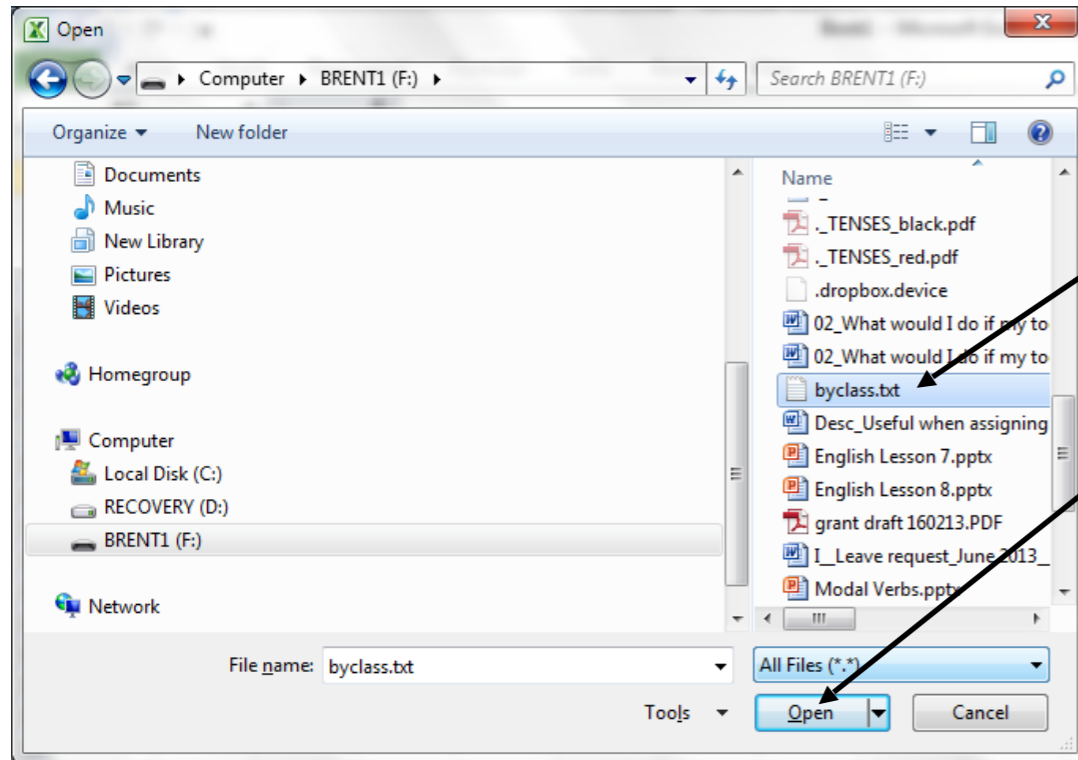 Open
Computer BRENT1 (F:)
Search BRENT1 (F:)
Organize
New folder
Documents
Music
New Library
Pictures
Videos
Homegroup
Computer
Local Disk (C:)
RECOVERY (D:)
BRENT1 (F:)
Network
Name
._TENSES_black.pdf
._TENSES_red.pdf
.dropbox.device
02_What would I do if my to
02_What would I do if my to
byclass.txt
Desc_Useful when assigning
English Lesson 7.pptx
English Lesson 8.pptx
grant draft 160213.PDF
I__Leave request_June 2013_
Modal Verbs.pptx
File name: byclass.txt
All Files (*.*)
Tools
Open
Cancel